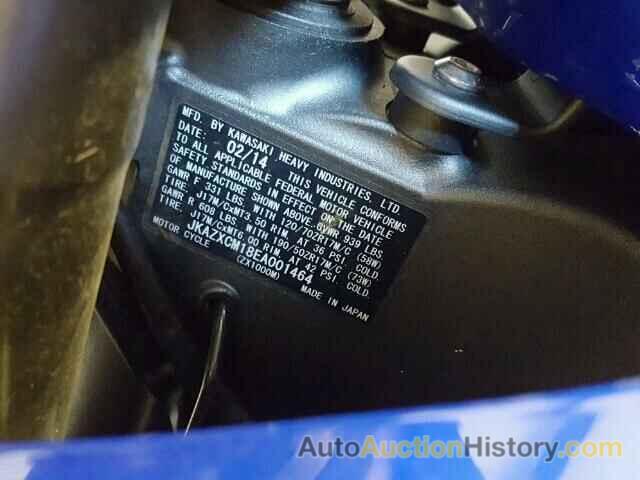 MFD. BY KAWASAKI HEAVY INDUSTRIES, LTD.
DATE: 02/14 THIS VEHICLE CONFORMS
TO ALL APPLICABLE FEDERAL MOTOR VEHICLE
SAFETY STANDARDS IN EFFECT ON THE DATE
OF MANUFACTURE SHOWN ABOVE GVWR 939 LBS.
GAWR F 331 LBS. WITH 120/70ZR17M/C (58W)
TIRE, J17M/CxMT3.50 RIM, AT 36 PSI. COLD.
GAWR R 608 LBS. WITH 190/50ZR17M/C (73W)
TIRE, J17M/CxMT6.00 RIM AT 42 PSI. COLD.
JKAZXCM18EA001464
MOTOR CYCLE (ZX1000M)
MADE IN JAPAN
AutoAuctionHistory.com